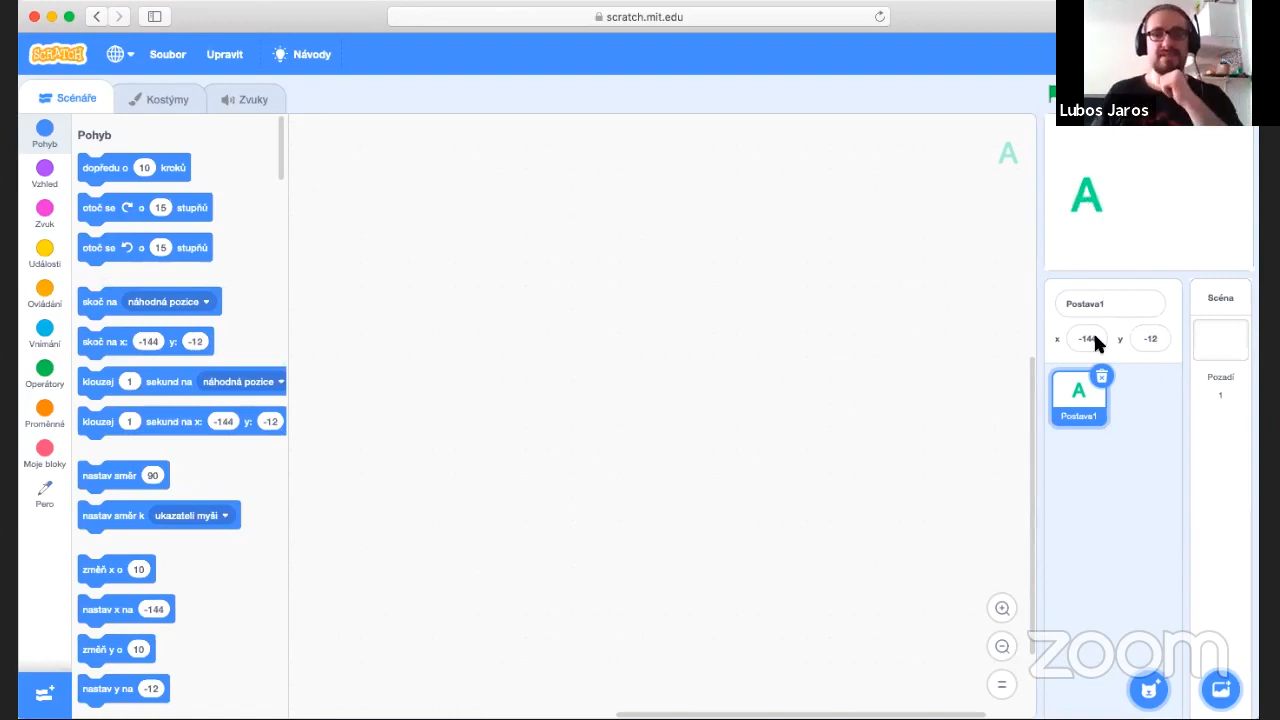 scratch.mit.edu
SCRATCH
Soubor
Upravit
Návody
Lubos Jaros
Scénáře
Kostýmy
Zvuky
Pohyb
Vzhled
Zvuk
Události
Ovládání
Vnímání
Operátory
Proměnné
Moje bloky
Pero
Pohyb
dopředu o 10 kroků
otoč se o 15 stupňů
otoč se o 15 stupňů
skoč na náhodná pozice
skoč na x: -144 y: -12
klouzej 1 sekund na náhodná pozice
klouzej 1 sekund na x: -144 y: -12
nastav směr 90
nastav směr k ukazateli myši
změň x o 10
nastav x na -144
změň y o 10
nastav y na -12
A
A
Postava1
x -144 y -12
A
Postava1
Scéna
Pozadí
1
zoom